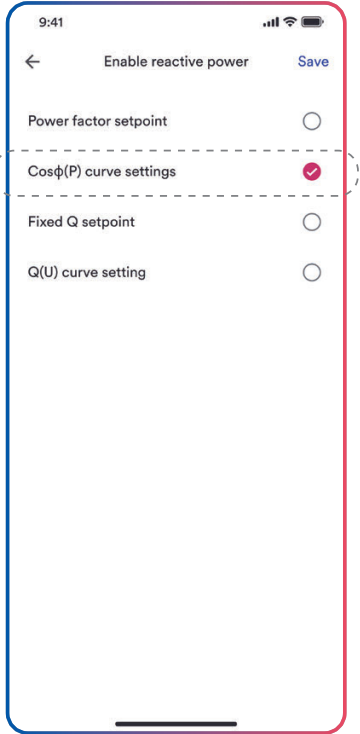 9:41
Enable reactive power Save
Power factor setpoint
Cosϕ(P) curve settings
Fixed Q setpoint
Q(U) curve setting